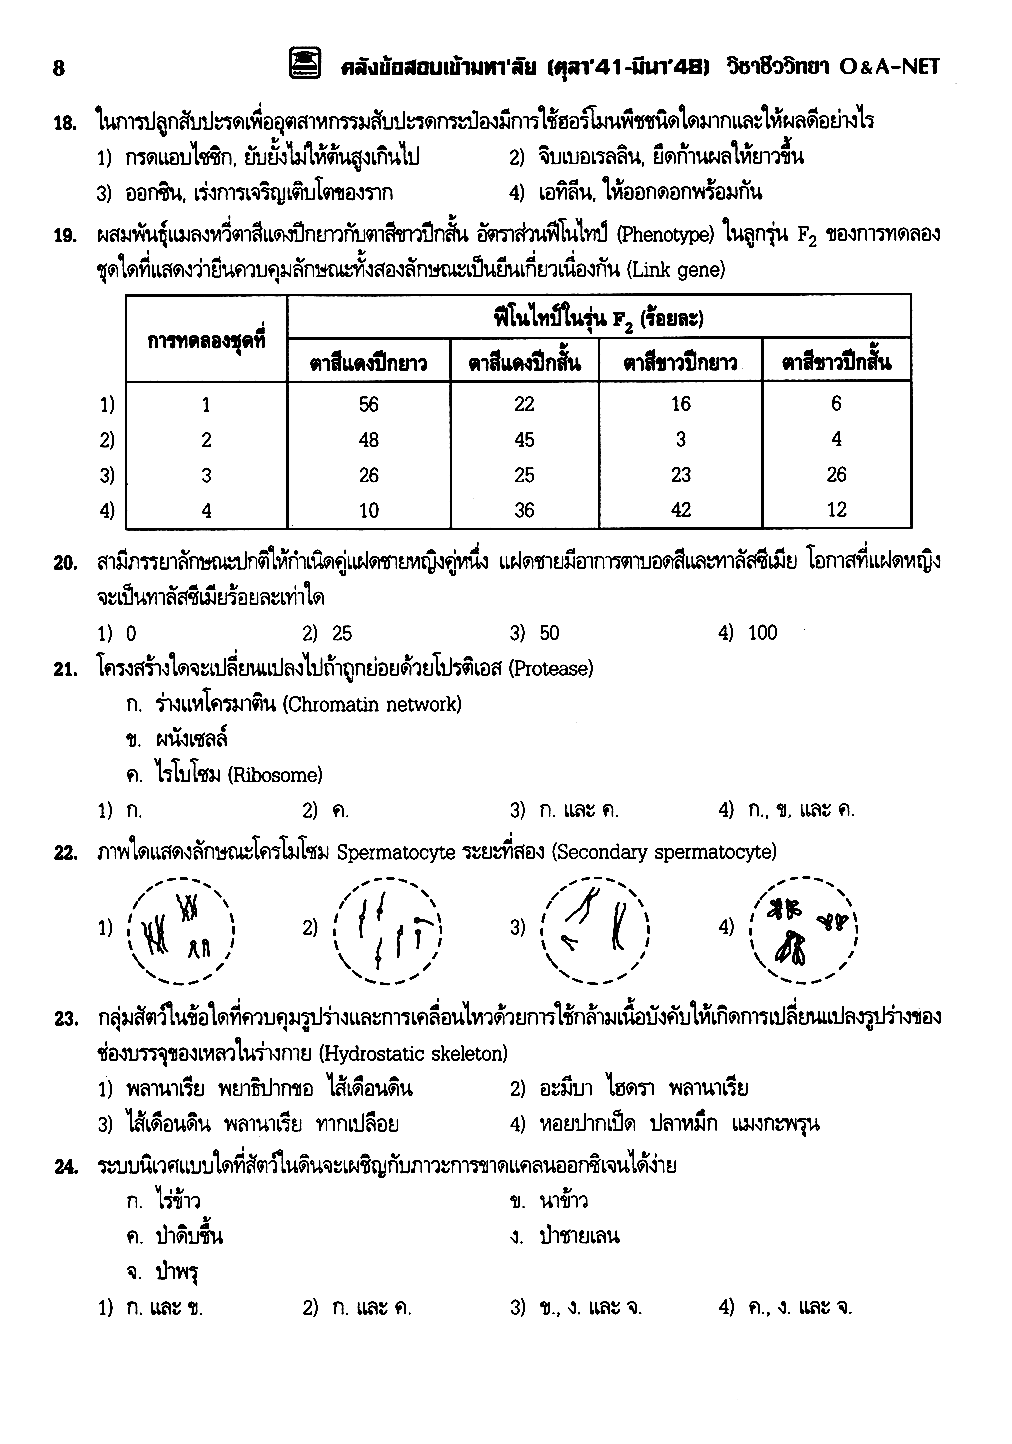 8 คลังข้อสอบเข้ามหา'ลัย (ตุลา'41-มีนา'48) วิชาชีววิทยา O & A-NET
18. ในการปลูกสับปะรดเพื่ออุตสาหกรรมสับปะรดกระป๋องมีการใช้ฮอร์โมนพืชชนิดใดมากและให้ผลดีอย่างไร
1) กรดแอบไซซิก, ยับยั้งไม่ให้ต้นสูงเกินไป 2) จิบเบอเรลลิน, ยืดก้านผลให้ยาวขึ้น
3) ออกซิน, เร่งการเจริญเติบโตของราก 4) เอทิลีน, ให้ออกดอกพร้อมกัน
19. ผสมพันธุ์แมลงหวี่ตาสีแดงปีกยาวกับตาสีขาวปีกสั้น อัตราส่วนฟีโนไทป์ (Phenotype) ในลูกรุ่น F2 ของการทดลอง
ชุดใดที่แสดงว่ายีนควบคุมลักษณะทั้งสองลักษณะเป็นยีนเกี่ยวเนื่องกัน (Link gene)
การทดลองชุดที่ ฟีโนไทป์ในรุ่น F2 (ร้อยละ)
ตาสีแดงปีกยาว ตาสีแดงปีกสั้น ตาสีขาวปีกยาว ตาสีขาวปีกสั้น
1) 1 56 22 16 6
2) 2 48 45 3 4
3) 3 26 25 23 26
4) 4 10 36 42 12
20. สามีภรรยาลักษณะปกติให้กำเนิดคู่แฝดชายหญิงคู่หนึ่ง แฝดชายมีอาการตาบอดสีและทาลัสซีเมีย โอกาสที่แฝดหญิง
จะเป็นทาลัสซีเมียร้อยละเท่าใด
1) 0 2) 25 3) 50 4) 100
21. โครงสร้างใดจะเปลี่ยนแปลงไปถ้าถูกย่อยด้วยโปรติเอส (Protease)
ก. ร่างแหโครมาติน (Chromatin network)
ข. ผนังเซลล์
ค. ไรโบโซม (Ribosome)
1) ก. 2) ค. 3) ก. และ ค. 4) ก., ข. และ ค.
22. ภาพใดแสดงลักษณะโครโมโซม Spermatocyte ระยะที่สอง (Secondary spermatocyte)
1) 2) 3) 4)
23. กลุ่มสัตว์ในข้อใดที่ควบคุมรูปร่างและการเคลื่อนไหวด้วยการใช้กล้ามเนื้อบังคับให้เกิดการเปลี่ยนแปลงรูปร่างของ
ช่องบรรจุของเหลวในร่างกาย (Hydrostatic skeleton)
1) พลานาเรีย พยาธิปากขอ ไส้เดือนดิน 2) อะมีบา ไฮดรา พลานาเรีย
3) ไส้เดือนดิน พลานาเรีย ทากเปลือย 4) หอยปากเป็ด ปลาหมึก แมงกะพรุน
24. ระบบนิเวศแบบใดที่สัตว์ในดินจะเผชิญกับภาวะการขาดแคลนออกซิเจนได้ง่าย
ก. ไร่ข้าว ข. นาข้าว
ค. ป่าดิบชื้น ง. ป่าชายเลน
จ. ป่าพรุ
1) ก. และ ข. 2) ก. และ ค. 3) ข., ง. และ จ. 4) ค., ง. และ จ.